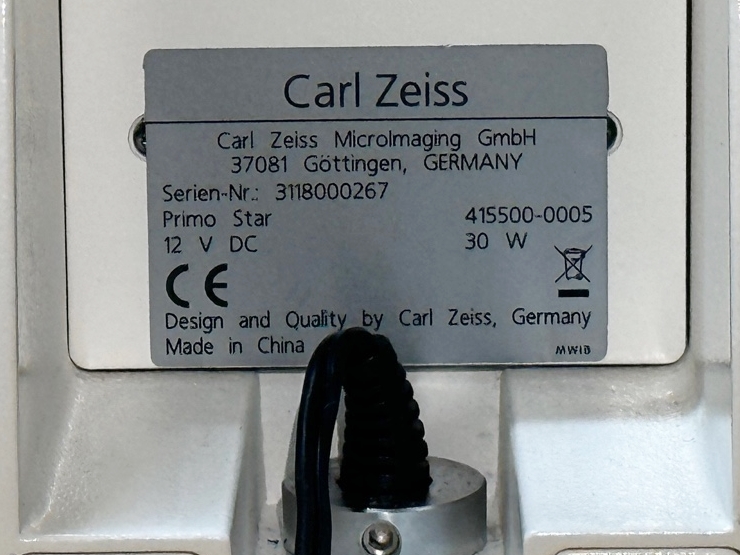 Carl Zeiss
Carl Zeiss MicroImaging GmbH
37081 Göttingen, GERMANY
Serien-Nr.: 3118000267
Primo Star 415500-0005
12 V DC 30 W
CE
Design and Quality by Carl Zeiss, Germany
Made in China